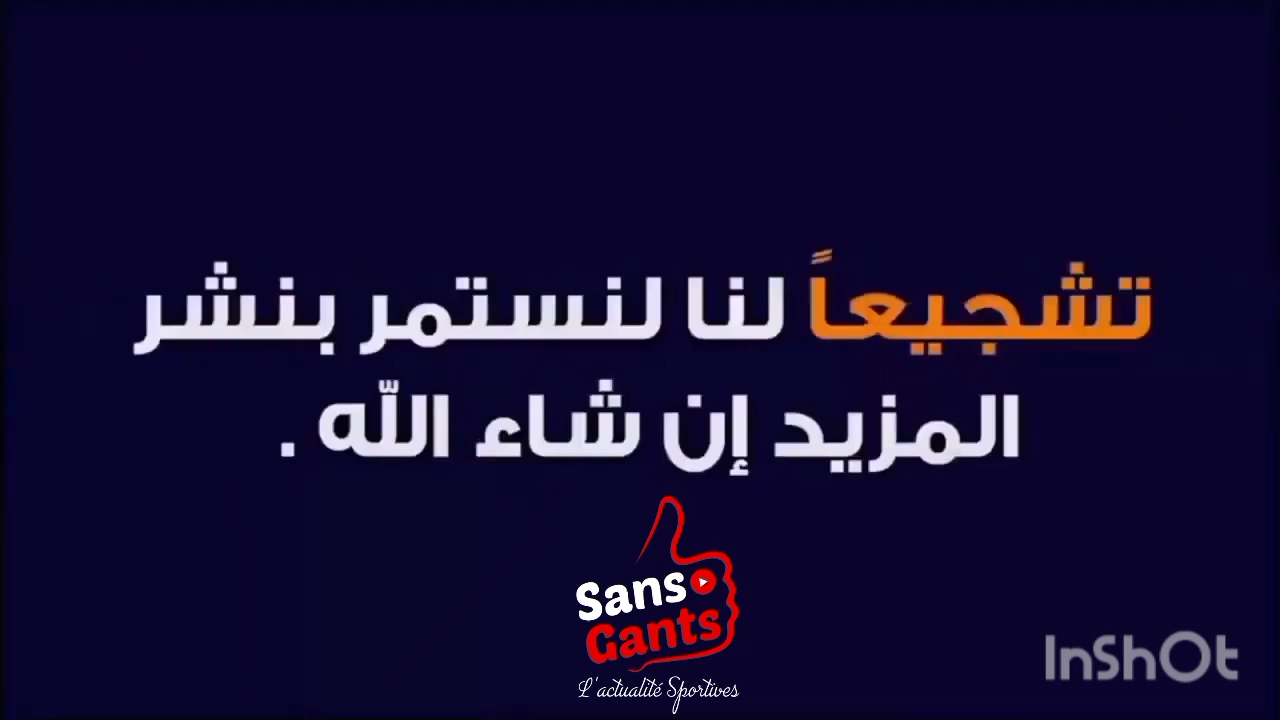 تشجيعاً لنا لنستمر بنشر
المزيد إن شاء اللّه .
Sans
Gants
L'actualité Sportives
InShOt